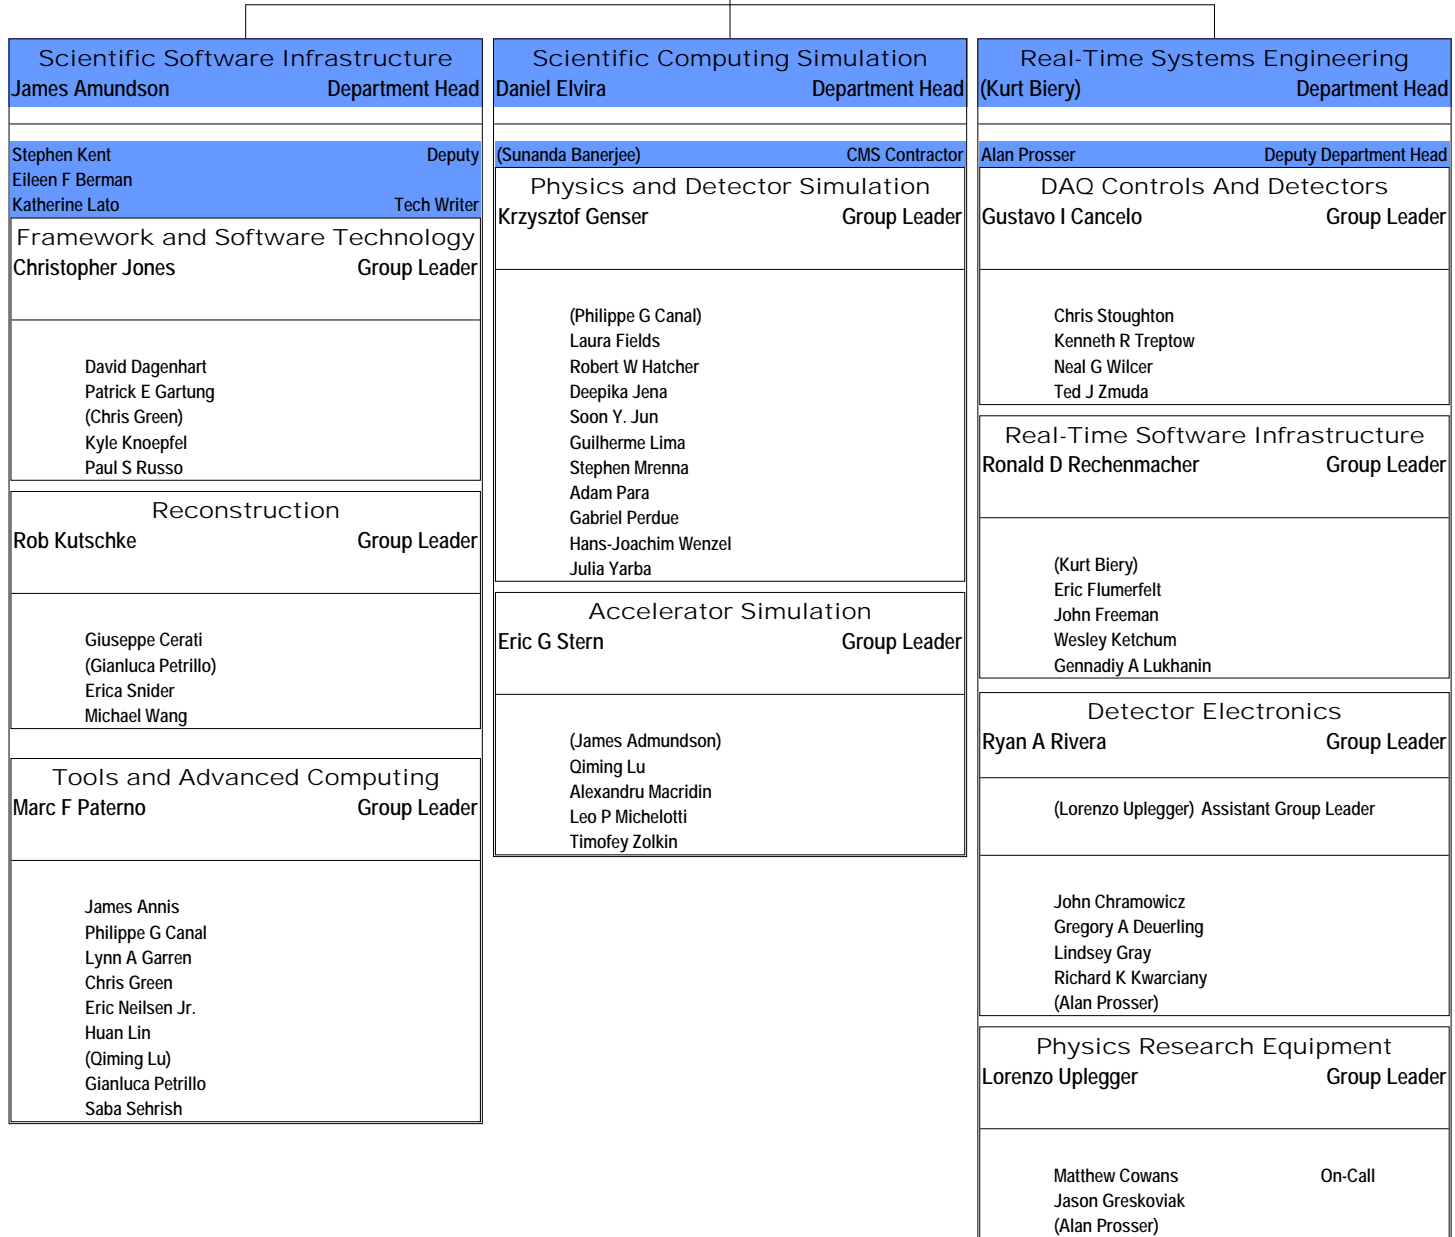 Scientific Software Infrastructure
James Amundson Department Head
Stephen Kent Deputy
Eileen F Berman
Katherine Lato Tech Writer
Framework and Software Technology
Christopher Jones Group Leader
David Dagenhart
Patrick E Gartung
(Chris Green)
Kyle Knoepfel
Paul S Russo
Reconstruction
Rob Kutschke Group Leader
Giuseppe Cerati
(Gianluca Petrillo)
Erica Snider
Michael Wang
Tools and Advanced Computing
Marc F Paterno Group Leader
James Annis
Philippe G Canal
Lynn A Garren
Chris Green
Eric Neilsen Jr.
Huan Lin
(Qiming Lu)
Gianluca Petrillo
Saba Sehrish
Scientific Computing Simulation
Daniel Elvira Department Head
(Sunanda Banerjee) CMS Contractor
Physics and Detector Simulation
Krzysztof Genser Group Leader
(Philippe G Canal)
Laura Fields
Robert W Hatcher
Deepika Jena
Soon Y. Jun
Guilherme Lima
Stephen Mrenna
Adam Para
Gabriel Perdue
Hans-Joachim Wenzel
Julia Yarba
Accelerator Simulation
Eric G Stern Group Leader
(James Admundson)
Qiming Lu
Alexandru Macridin
Leo P Michelotti
Timofey Zolkin
Real-Time Systems Engineering
(Kurt Biery) Department Head
Alan Prosser Deputy Department Head
DAQ Controls And Detectors
Gustavo I Cancelo Group Leader
Chris Stoughton
Kenneth R Treptow
Neal G Wilcer
Ted J Zmuda
Real-Time Software Infrastructure
Ronald D Rechenmacher Group Leader
(Kurt Biery)
Eric Flumerfelt
John Freeman
Wesley Ketchum
Gennadiy A Lukhanin
Detector Electronics
Ryan A Rivera Group Leader
(Lorenzo Uplegger) Assistant Group Leader
John Chramowicz
Gregory A Deuerling
Lindsey Gray
Richard K Kwarciany
(Alan Prosser)
Physics Research Equipment
Lorenzo Uplegger Group Leader
Matthew Cowans On-Call
Jason Greskoviak
(Alan Prosser)